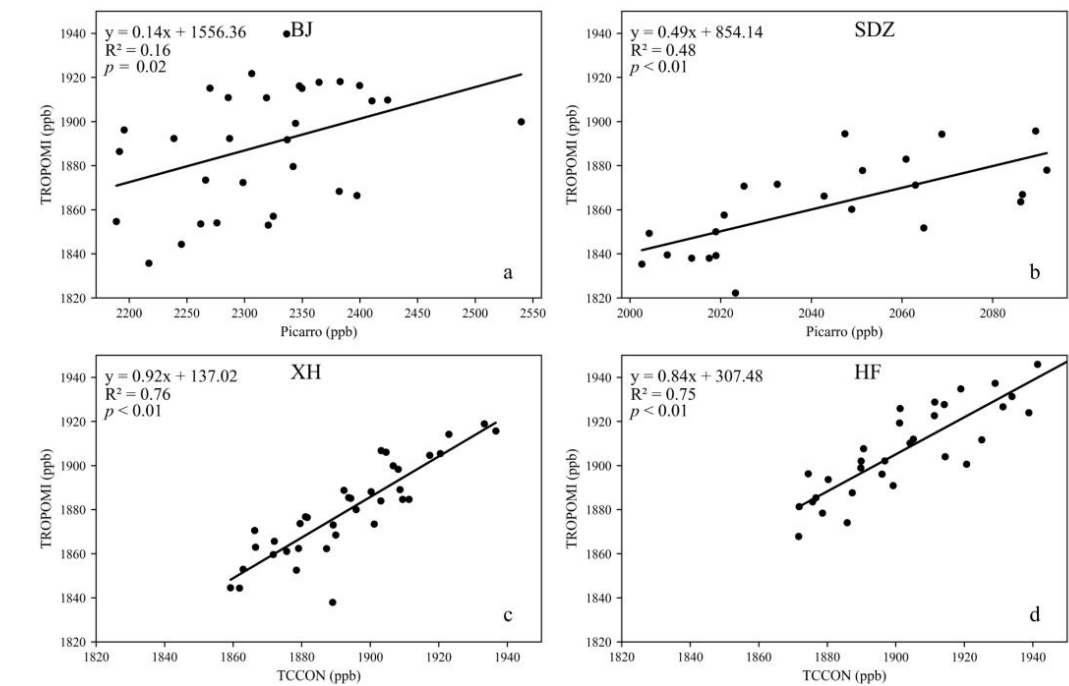 BJ
y = 0.14x + 1556.36
R² = 0.16
p = 0.02
1940
1920
1900
1880
1860
1840
1820
TROPOMI (ppb)
a
2200 2250 2300 2350 2400 2450 2500 2550
Picarro (ppb)
SDZ
y = 0.49x + 854.14
R² = 0.48
p < 0.01
1940
1920
1900
1880
1860
1840
1820
TROPOMI (ppb)
b
2000 2020 2040 2060 2080
Picarro (ppb)
XH
y = 0.92x + 137.02
R² = 0.76
p < 0.01
1940
1920
1900
1880
1860
1840
1820
TROPOMI (ppb)
c
1820 1840 1860 1880 1900 1920 1940
TCCON (ppb)
HF
y = 0.84x + 307.48
R² = 0.75
p < 0.01
1940
1920
1900
1880
1860
1840
1820
TROPOMI (ppb)
d
1820 1840 1860 1880 1900 1920 1940
TCCON (ppb)